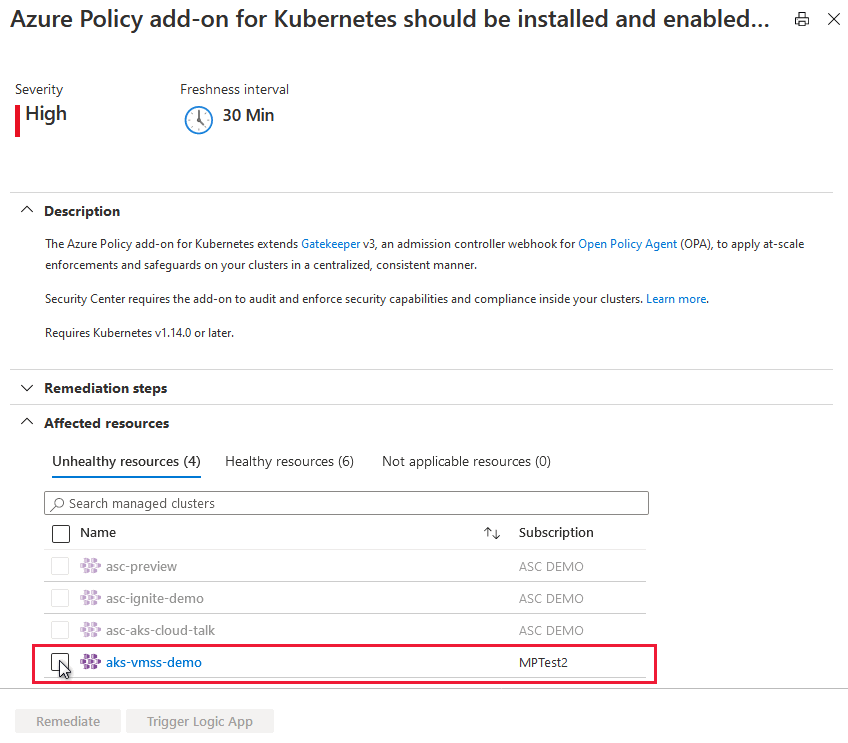 Azure Policy add-on for Kubernetes should be installed and enabled...
Severity
High
Freshness interval
30 Min
Description
The Azure Policy add-on for Kubernetes extends Gatekeeper v3, an admission controller webhook for Open Policy Agent (OPA), to apply at-scale
enforcements and safeguards on your clusters in a centralized, consistent manner.
Security Center requires the add-on to audit and enforce security capabilities and compliance inside your clusters. Learn more.
Requires Kubernetes v1.14.0 or later.
Remediation steps
Affected resources
Unhealthy resources (4) Healthy resources (6) Not applicable resources (0)
Search managed clusters
Name Subscription
asc-preview ASC DEMO
asc-ignite-demo ASC DEMO
asc-aks-cloud-talk ASC DEMO
aks-vmss-demo MPTest2
Remediate Trigger Logic App